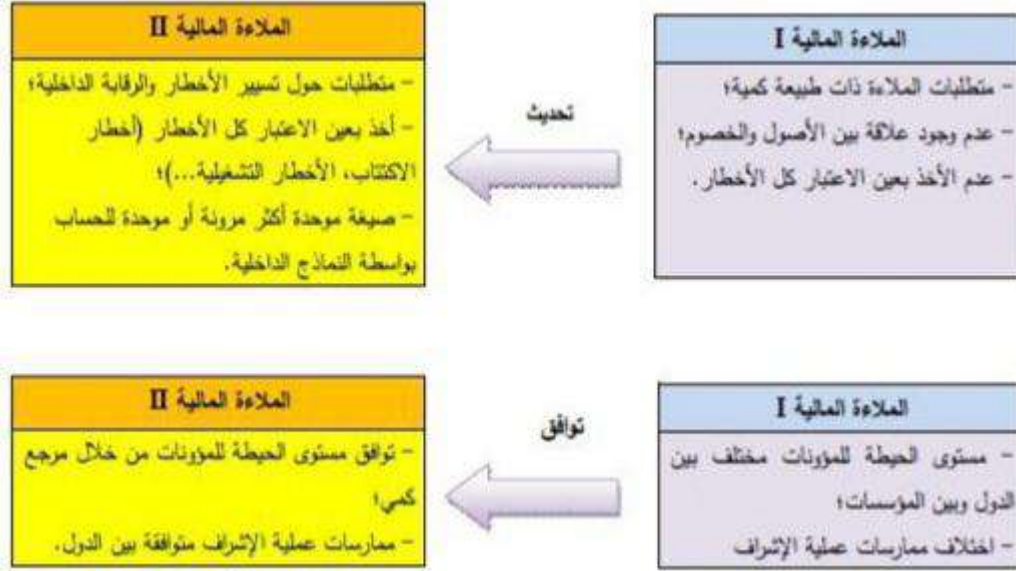 الملاءة المالية I
- متطلبات الملاءة ذات طبيعة كمية؛
- عدم وجود علاقة بين الأصول والخصوم؛
- عدم الأخذ بعين الاعتبار كل الأخطار.
تحديث
الملاءة المالية II
- متطلبات حول تسيير الأخطار والرقابة الداخلية؛
- أخذ بعين الاعتبار كل الأخطار (أخطار
الاكتتاب، الأخطار التشغيلية...)؛
- صيغة موحدة أكثر مرونة أو موحدة للحساب
بواسطة النماذج الداخلية.
الملاءة المالية I
- مستوى الحيطة للمؤونات مختلف بين
الدول وبين المؤسسات؛
- اختلاف ممارسات عملية الإشراف
توافق
الملاءة المالية II
- توافق مستوى الحيطة للمؤونات من خلال مرجع
كمي؛
- ممارسات عملية الإشراف متوافقة بين الدول.